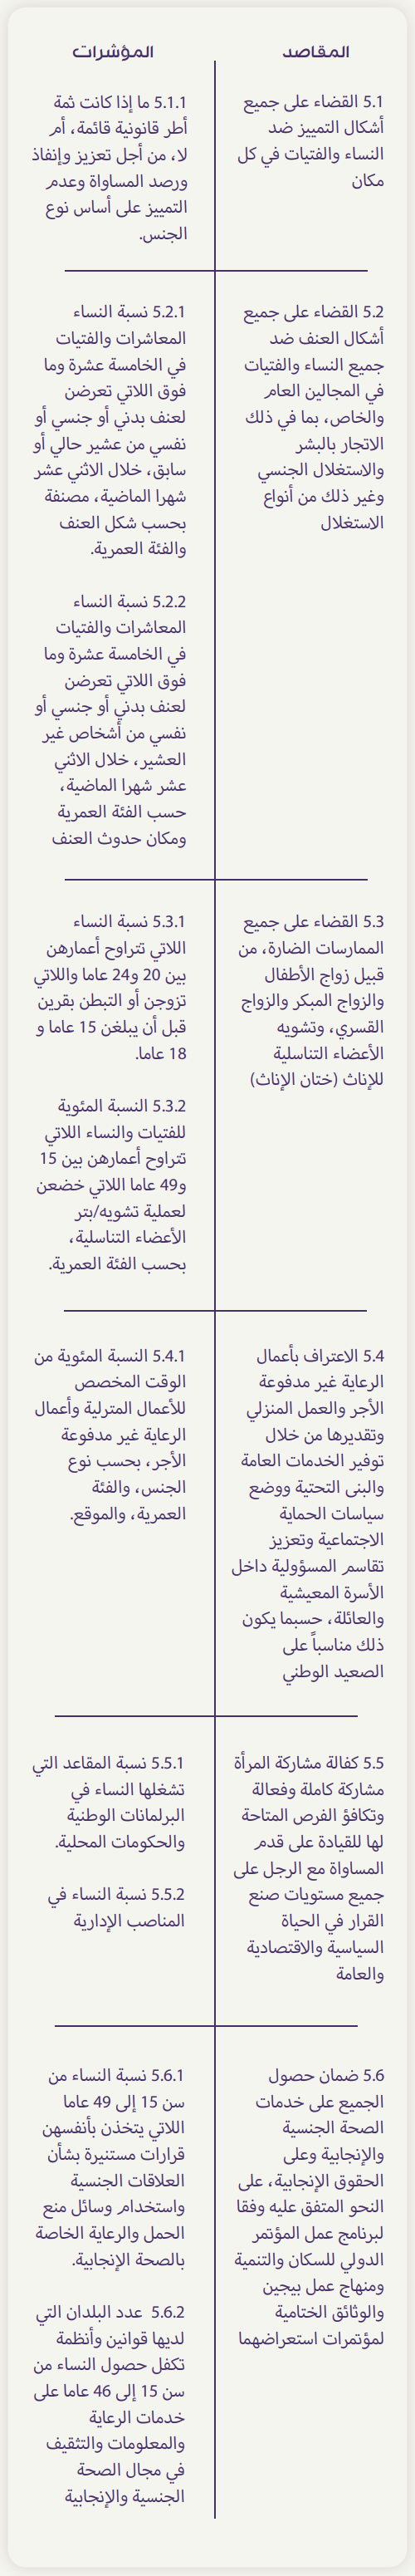 المقاصد
المؤشرات
5.1 القضاء على جميع
أشكال التمييز ضد
النساء والفتيات في كل
مكان
5.1.1 ما إذا كانت ثمة
أطر قانونية قائمة، أم
لا، من أجل تعزيز وإنفاذ
ورصد المساواة وعدم
التمييز على أساس نوع
الجنس.
5.2 القضاء على جميع
أشكال العنف ضد
جميع النساء والفتيات
في المجالين العام
والخاص، بما في ذلك
الاتجار بالبشر
والاستغلال الجنسي
وغير ذلك من أنواع
الاستغلال
5.2.1 نسبة النساء
المعاشرات والفتيات
في الخامسة عشرة وما
فوق اللاتي تعرضن
لعنف بدني أو جنسي أو
نفسي من عشير حالي أو
سابق، خلال الاثني عشر
شهرا الماضية، مصنفة
بحسب شكل العنف
والفئة العمرية.
5.2.2 نسبة النساء
المعاشرات والفتيات
في الخامسة عشرة وما
فوق اللاتي تعرضن
لعنف بدني أو جنسي أو
نفسي من أشخاص غير
العشير، خلال الاثني
عشر شهرا الماضية،
حسب الفئة العمرية
ومكان حدوث العنف
5.3 القضاء على جميع
الممارسات الضارة، من
قبيل زواج الأطفال
والزواج المبكر والزواج
القسري، وتشويه
الأعضاء التناسلية
للإناث (ختان الإناث)
5.3.1 نسبة النساء
اللاتي تتراوح أعمارهن
بين 20 و24 عاما واللاتي
تزوجن أو التبطن بقرين
قبل أن يبلغن 15 عاما و
18 عاما.
5.3.2 النسبة المئوية
للفتيات والنساء اللاتي
تتراوح أعمارهن بين 15
و49 عاما اللاتي خضعن
لعملية تشويه/بتر
الأعضاء التناسلية،
بحسب الفئة العمرية.
5.4 الاعتراف بأعمال
الرعاية غير مدفوعة
الأجر والعمل المنزلي
وتقديرها من خلال
توفير الخدمات العامة
والبنى التحتية ووضع
سياسات الحماية
الاجتماعية وتعزيز
تقاسم المسؤولية داخل
الأسرة المعيشية
والعائلة، حسبما يكون
ذلك مناسباً على
الصعيد الوطني
5.4.1 النسبة المئوية من
الوقت المخصص
للأعمال المترلية وأعمال
الرعاية غير مدفوعة
الأجر، بحسب نوع
الجنس، والفئة
العمرية، والموقع.
5.5 كفالة مشاركة المرأة
مشاركة كاملة وفعالة
وتكافؤ الفرص المتاحة
لها للقيادة على قدم
المساواة مع الرجل على
جميع مستويات صنع
القرار في الحياة
السياسية والاقتصادية
والعامة
5.5.1 نسبة المقاعد التي
تشغلها النساء في
البرلمانات الوطنية
والحكومات المحلية.
5.5.2 نسبة النساء في
المناصب الإدارية
5.6 ضمان حصول
الجميع على خدمات
الصحة الجنسية
والإنجابية وعلى
الحقوق الإنجابية، على
النحو المتفق عليه وفقا
لبرنامج عمل المؤتمر
الدولي للسكان والتنمية
ومنهاج عمل بيجين
والوثائق الختامية
لمؤتمرات استعراضهما
5.6.1 نسبة النساء من
سن 15 إلى 49 عاما
اللاتي يتخذن بأنفسهن
قرارات مستنيرة بشأن
العلاقات الجنسية
واستخدام وسائل منع
الحمل والرعاية الخاصة
بالصحة الإنجابية.
5.6.2 عدد البلدان التي
لديها قوانين وأنظمة
تكفل حصول النساء من
سن 15 إلى 46 عاما على
خدمات الرعاية
والمعلومات والتثقيف
في مجال الصحة
الجنسية والإنجابية